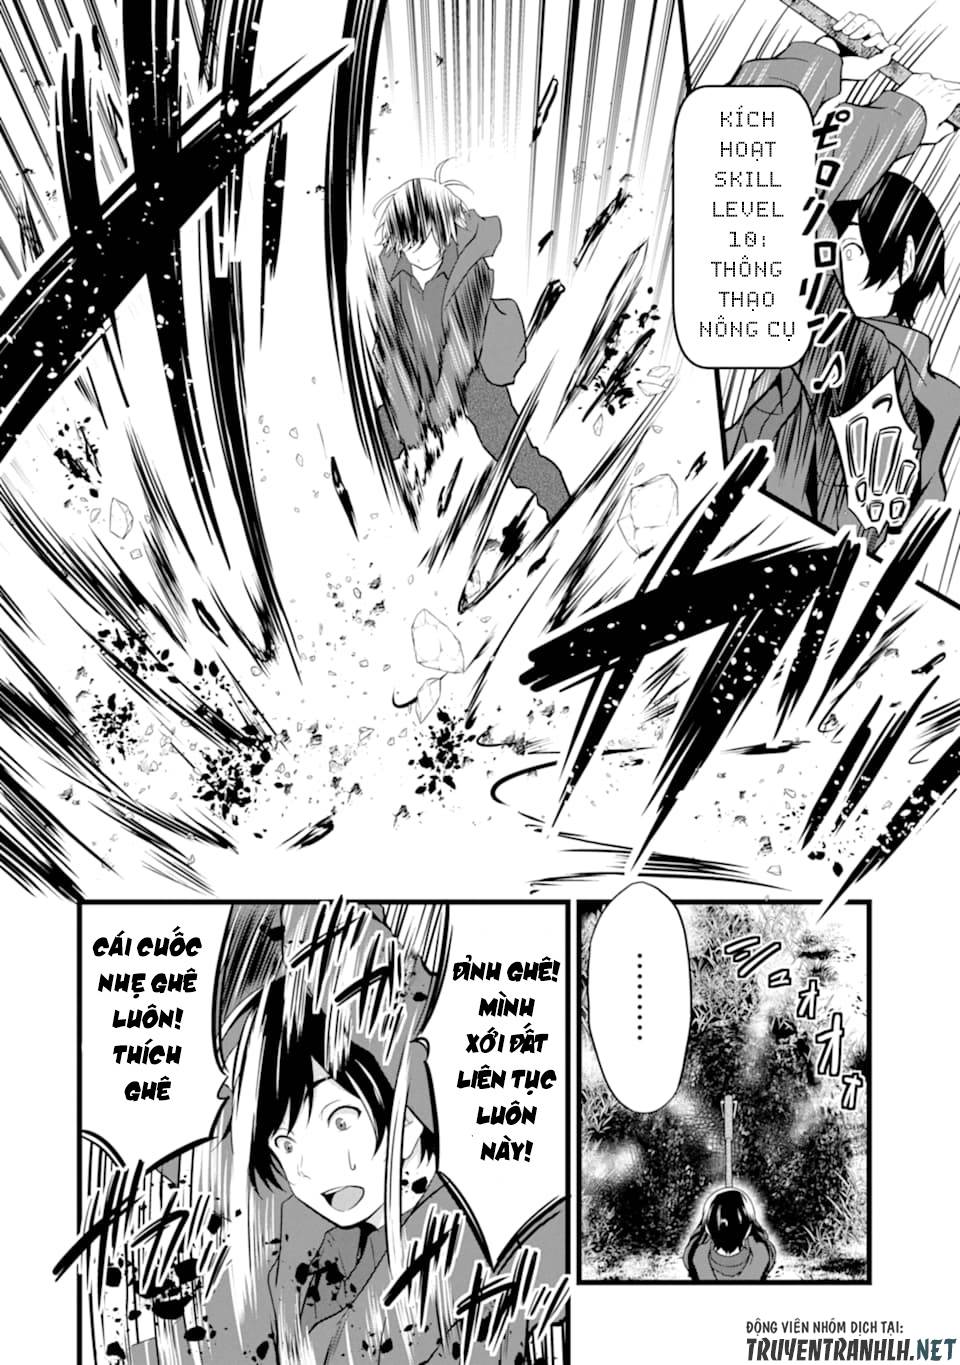 KÍCH
HOẠT
SKILL
LEVEL
10:
THÔNG
THẠO
NÔNG CỤ
ピロリロリン♪
.........
シュオオオ
ĐỈNH GHÊ!
MÌNH
XỚI ĐẤT
LIÊN TỤC
LUÔN
NÀY!
CÁI CUỐC
NHẸ GHÊ
LUÔN!
THÍCH
GHÊ
ĐỘNG VIÊN NHÓM DỊCH TẠI:
TRUYENTRANHLH.NET